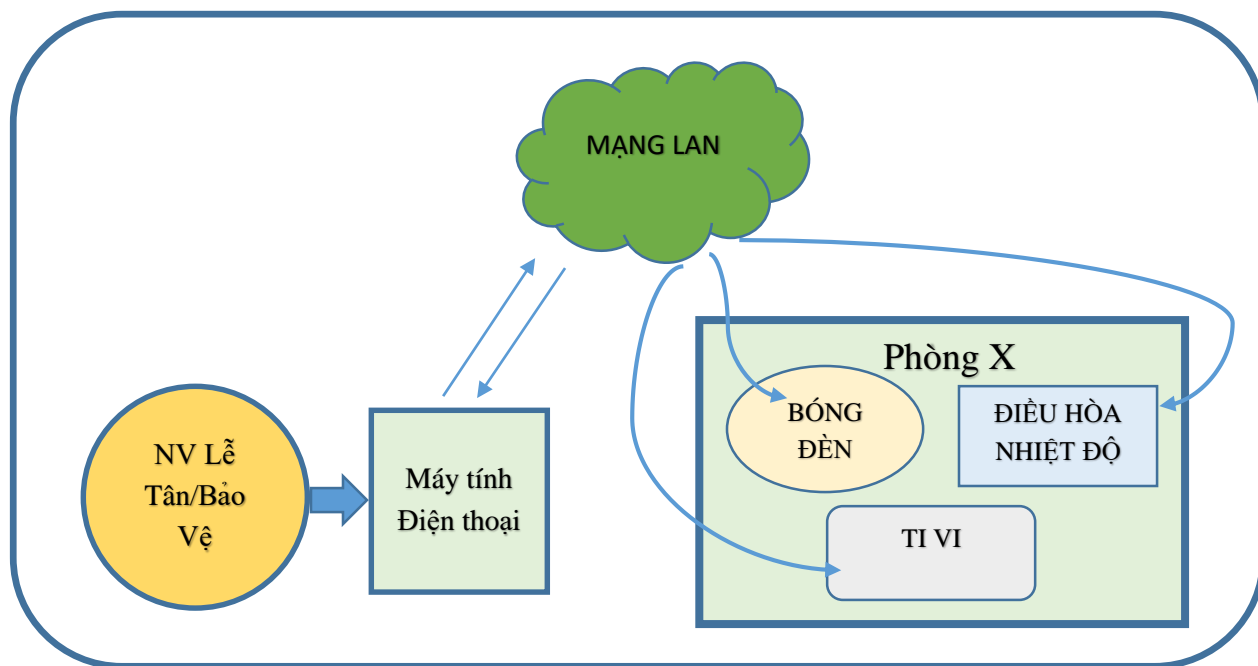 MẠNG LAN
Phòng X
BÓNG
ĐÈN
ĐIỀU HÒA
NHIỆT ĐỘ
NV Lễ
Tân/Bảo
Vệ
Máy tính
Điện thoại
TI VI